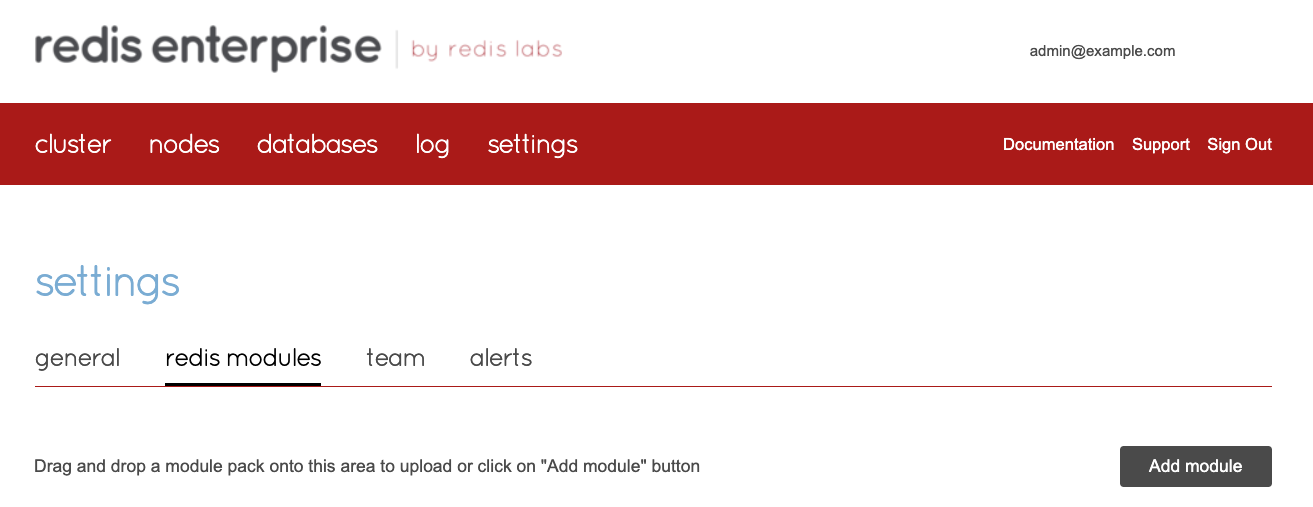 redis enterprise | by redis labs
admin@example.com
cluster nodes databases log settings Documentation Support Sign Out
settings
general redis modules team alerts
Drag and drop a module pack onto this area to upload or click on "Add module" button Add module